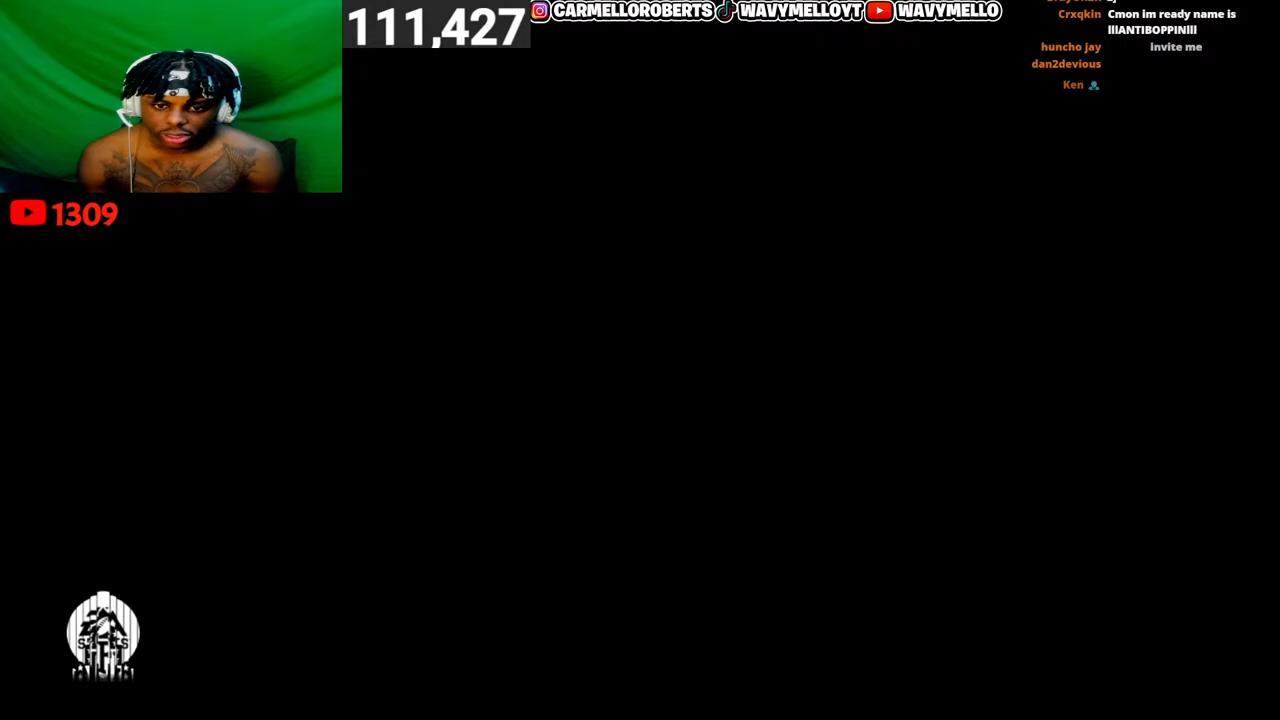 111,427
CARMELLOROBERTS WAVYMELLOYT WAVYMELLO
Crxqkin Cmon im ready name is
lllANTIBOPPINlll
huncho jay invite me
dan2devious
Ken
1309